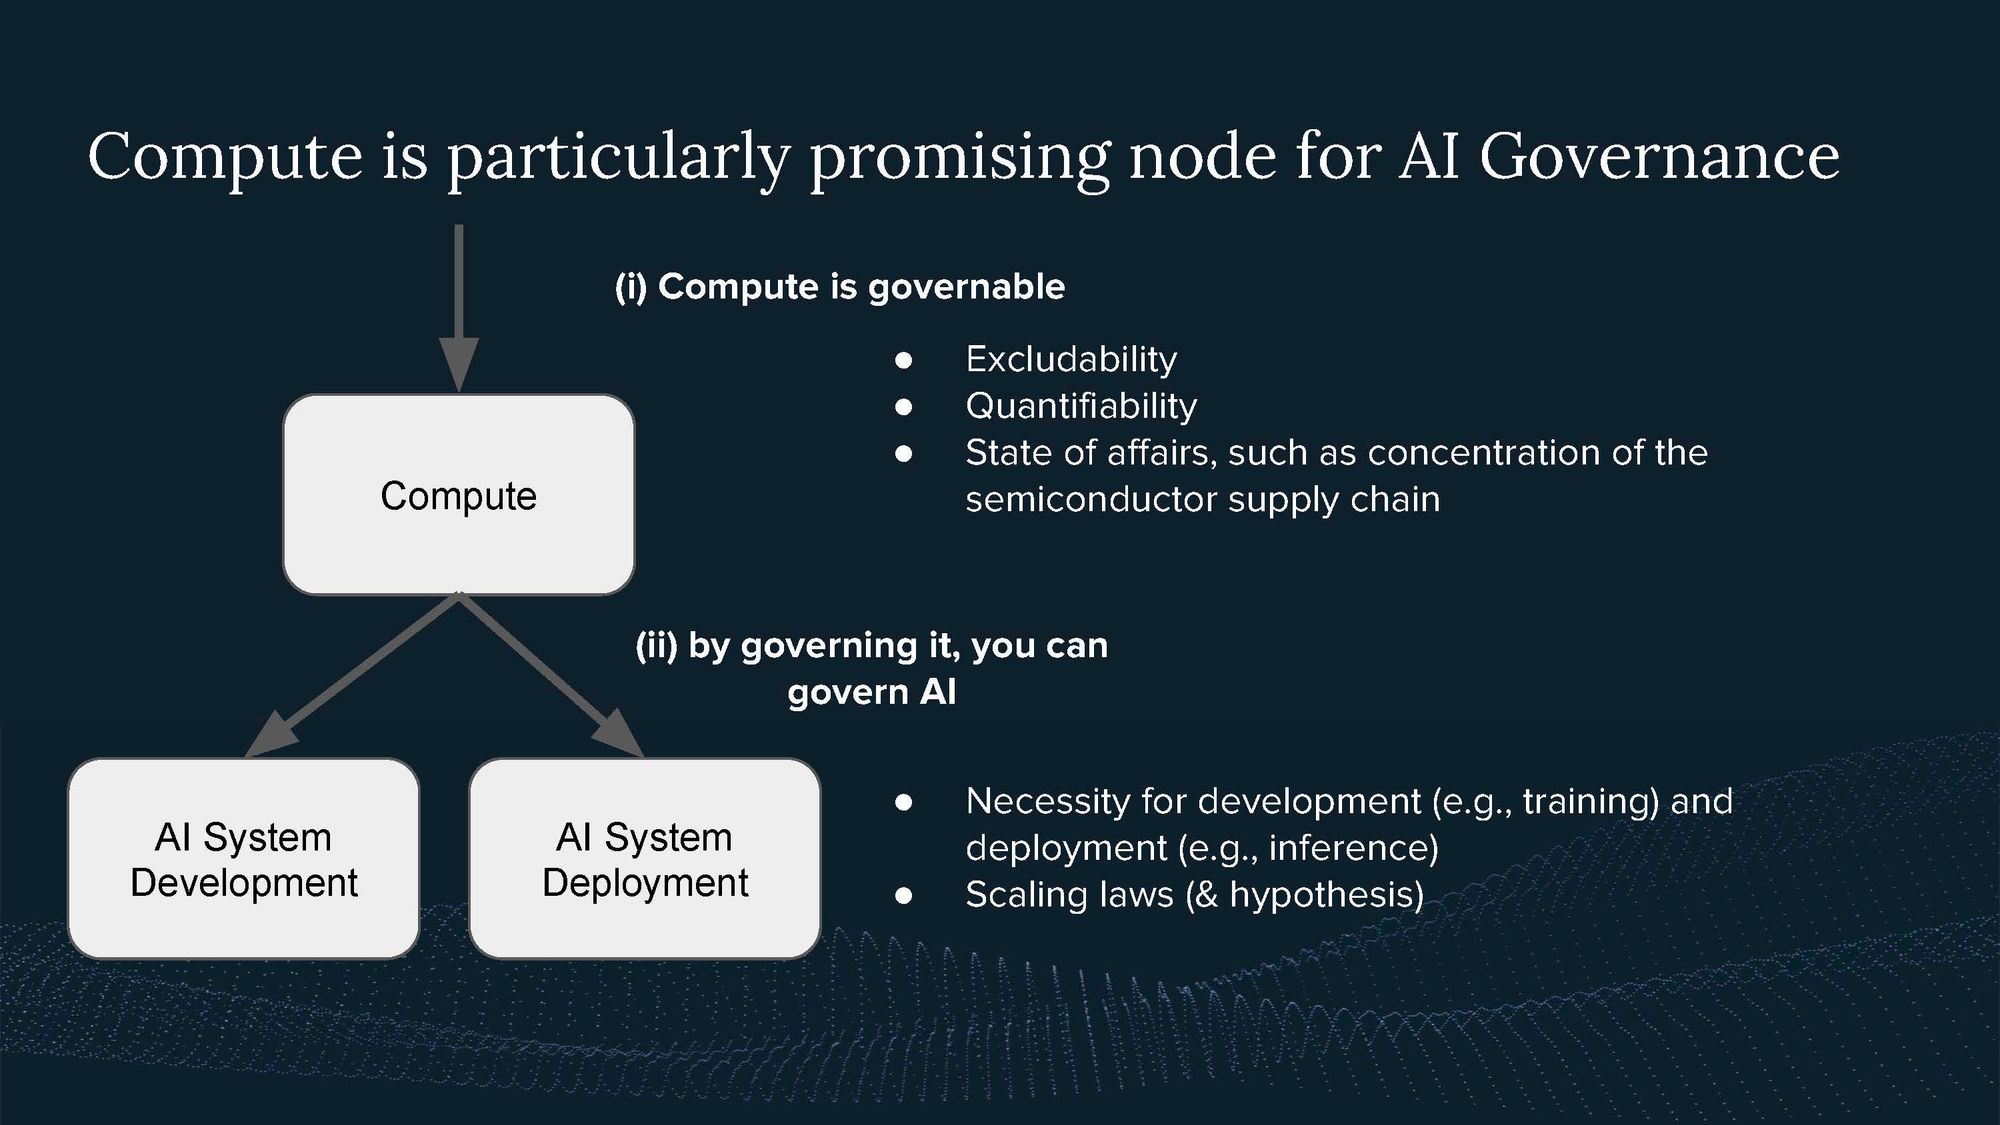 Compute is particularly promising node for AI Governance
(i) Compute is governable
● Excludability
● Quantifiability
● State of affairs, such as concentration of the
semiconductor supply chain
Compute
(ii) by governing it, you can
govern AI
AI System
Development
AI System
Deployment
● Necessity for development (e.g., training) and
deployment (e.g., inference)
● Scaling laws (& hypothesis)